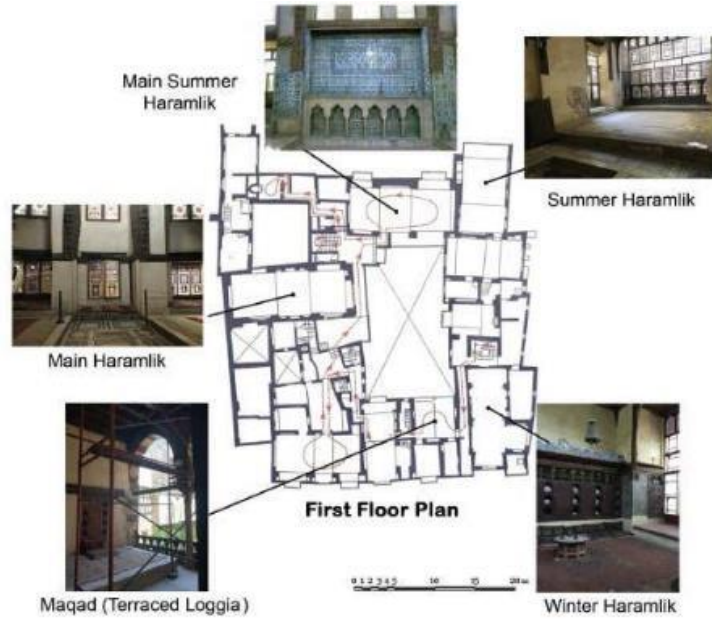 Main Summer
Haramlik
Summer Haramlik
Main Haramlik
First Floor Plan
Maqad (Terraced Loggia)
0 1 2 3 4 5 10 15 20 m
Winter Haramlik